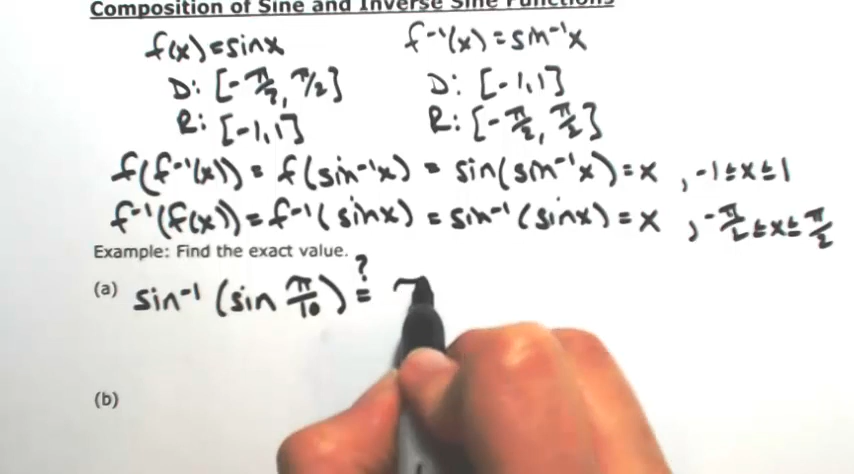 Composition of Sine and Inverse Sine Functions
f(x) = sinx f⁻¹(x) = sin⁻¹x
D: [-π/2, π/2] D: [-1,1]
R: [-1,1] R: [-π/2, π/2]
f(f⁻¹(x)) = f(sin⁻¹x) = sin(sin⁻¹x) = x , -1≤x≤1
f⁻¹(f(x)) = f⁻¹(sinx) = sin⁻¹(sinx) = x , -π/2 ≤x≤ π/2
Example: Find the exact value.
(a) sin⁻¹ (sin π/10) ?=
(b)